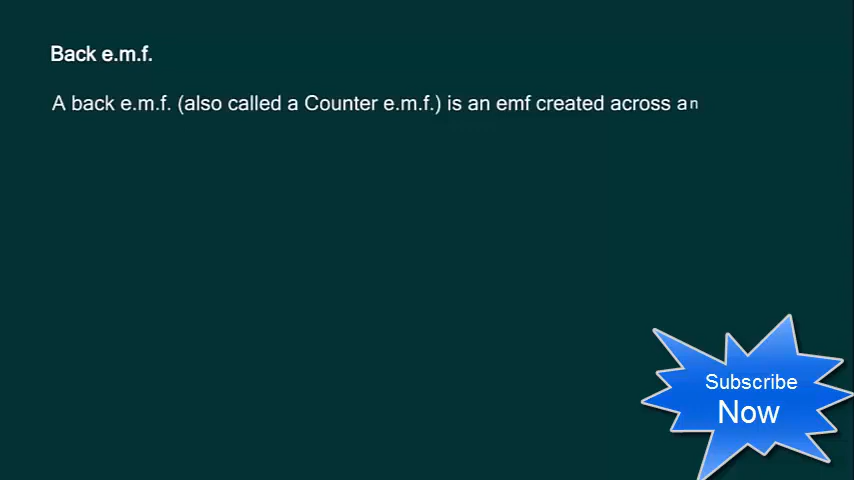 Back e.m.f.
A back e.m.f. (also called a Counter e.m.f.) is an emf created across an
Subscribe
Now